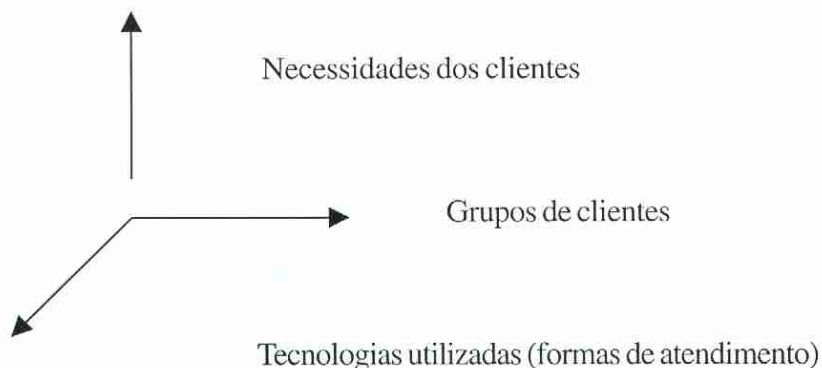 Necessidades dos clientes
Grupos de clientes
Tecnologias utilizadas (formas de atendimento)